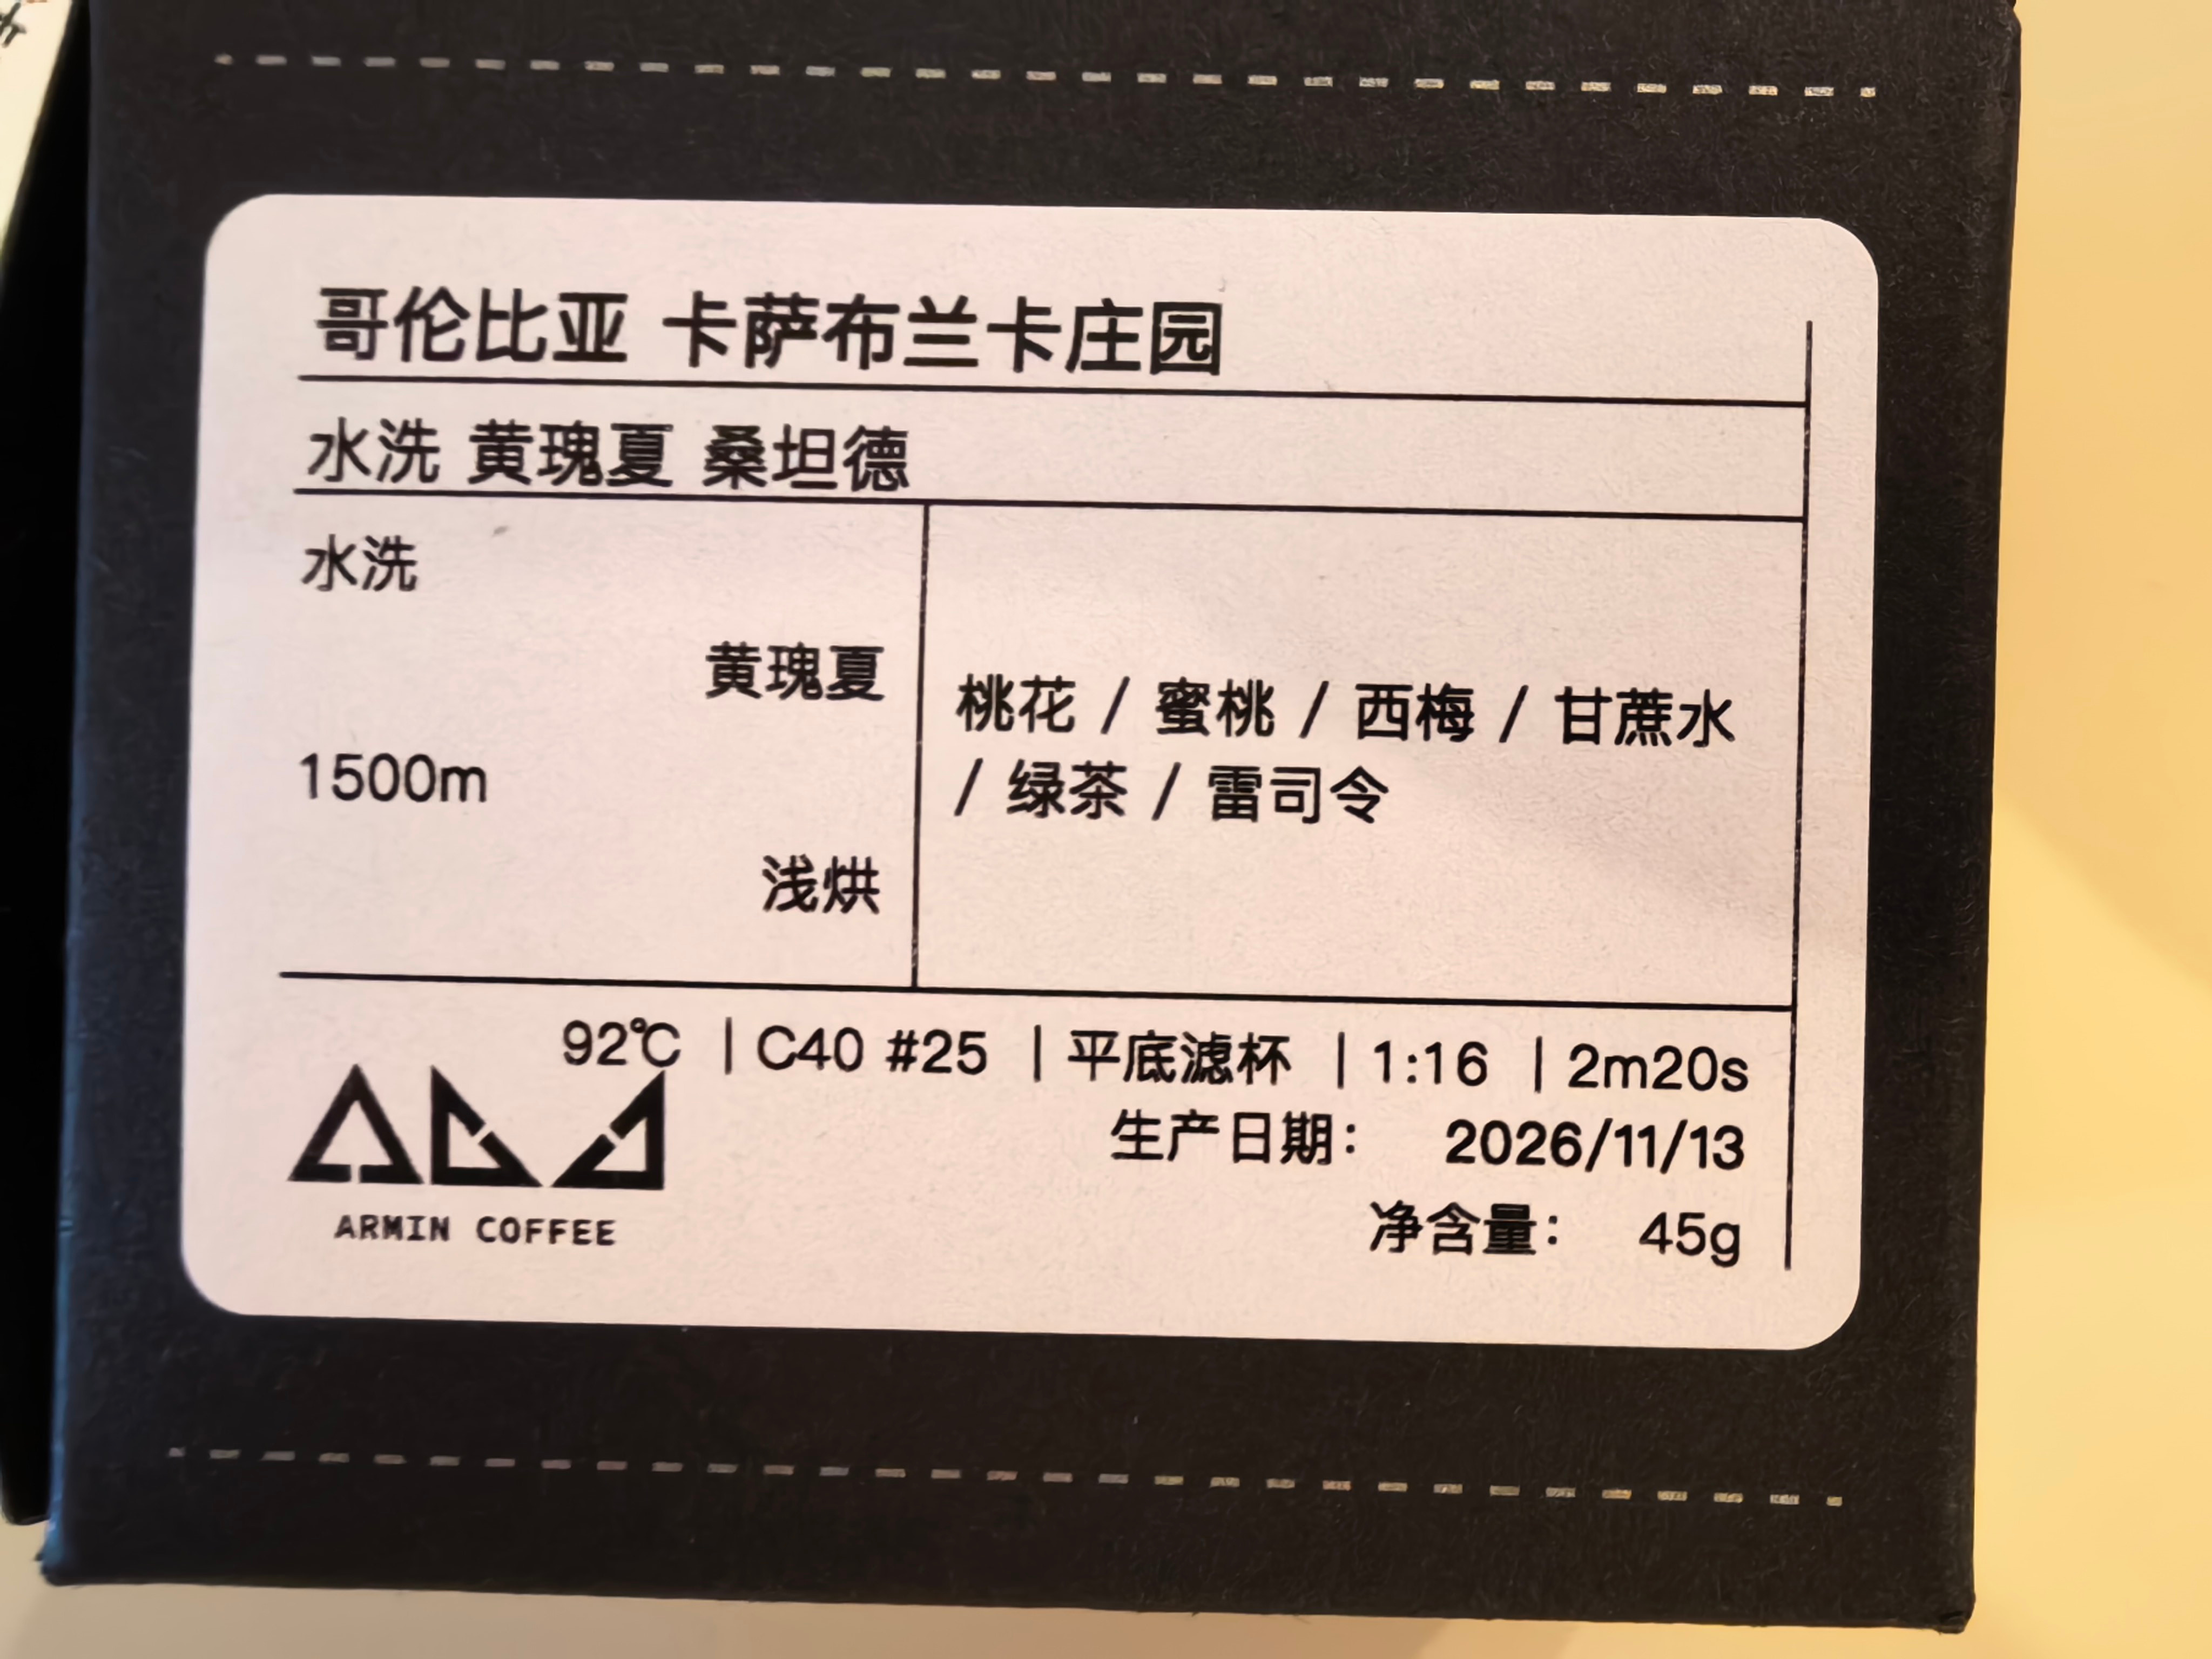 哥伦比亚 卡萨布兰卡庄园
水洗 黄瑰夏 桑坦德
水洗
黄瑰夏
1500m
浅烘
桃花 / 蜜桃 / 西梅 / 甘蔗水
/ 绿茶 / 雷司令
92℃ | C40 #25 | 平底滤杯 | 1:16 | 2m20s
生产日期: 2026/11/13
净含量: 45g
ARMIN COFFEE